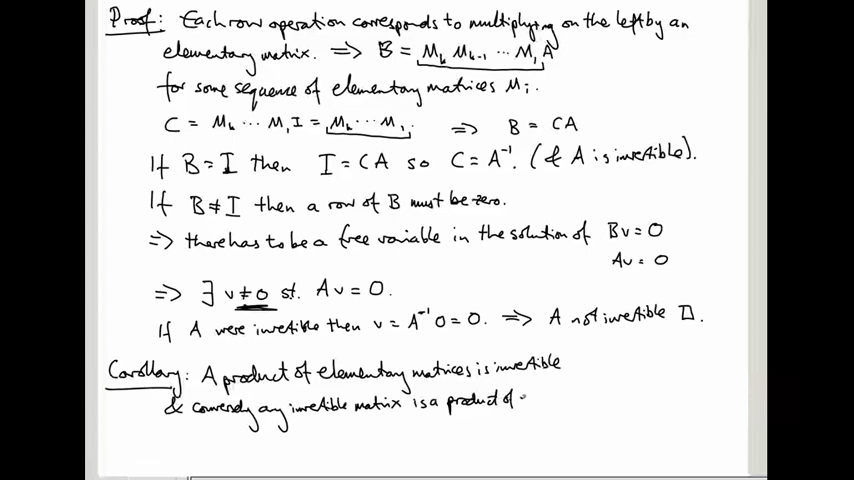 Proof: Each row operation corresponds to multiplying on the left by an
elementary matrix. ⟹ B = M_k M_{k-1} ⋯ M_1 A
for some sequence of elementary matrices M_i.
C = M_k ⋯ M_1 I = M_k ⋯ M_1. ⟹ B = CA
If B = I then I = CA so C = A^{-1}. (& A is invertible).
If B ≠ I then a row of B must be zero.
⟹ there has to be a free variable in the solution of Bv = 0
Av = 0
⟹ ∃ v ≠ 0 st. Av = 0.
If A were invertible then v = A^{-1} 0 = 0. ⟹ A not invertible □.
Corollary: A product of elementary matrices is invertible
& conversely any invertible matrix is a product of